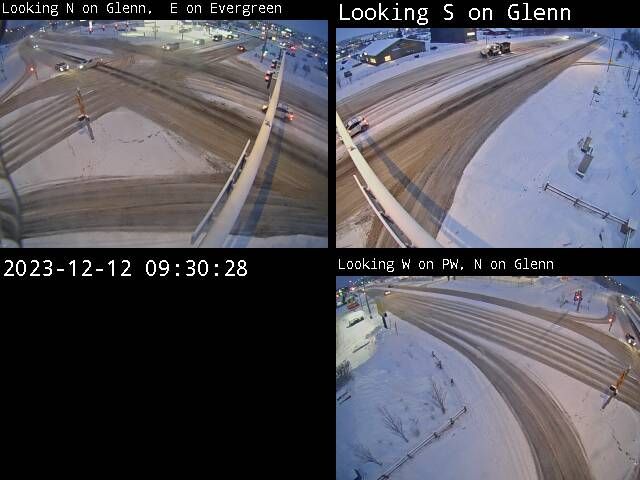 Looking N on Glenn,  E on Evergreen
Looking S on Glenn
2023-12-12 09:30:28
Looking W on PW, N on Glenn